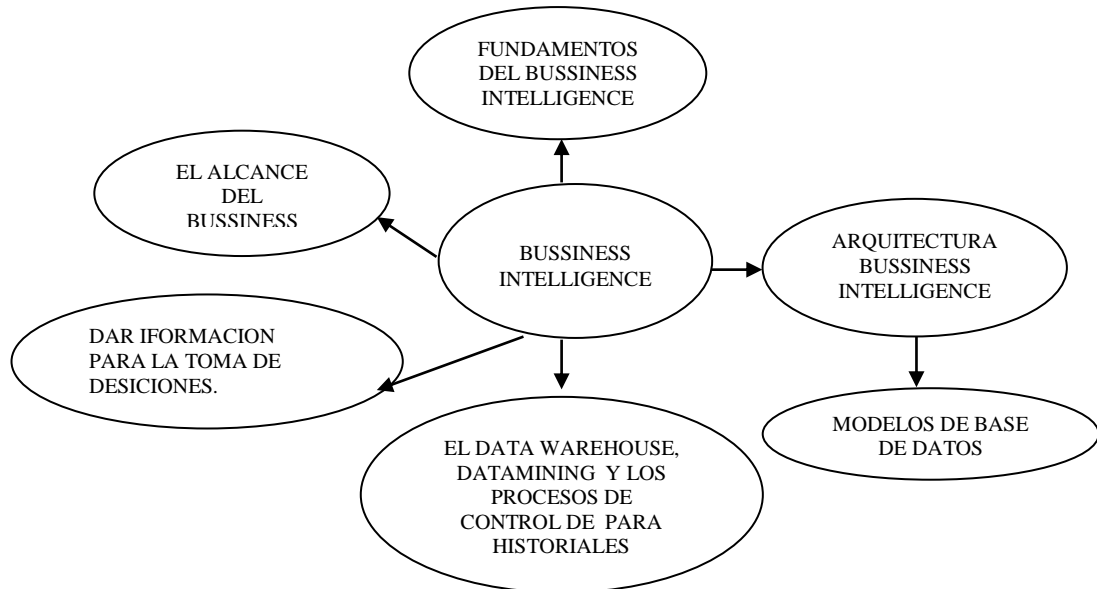 FUNDAMENTOS
DEL BUSSINESS
INTELLIGENCE
EL ALCANCE
DEL
BUSSINESS
BUSSINESS
INTELLIGENCE
ARQUITECTURA
BUSSINESS
INTELLIGENCE
DAR IFORMACION
PARA LA TOMA DE
DESICIONES.
MODELOS DE BASE
DE DATOS
EL DATA WAREHOUSE,
DATAMINING Y LOS
PROCESOS DE
CONTROL DE PARA
HISTORIALES